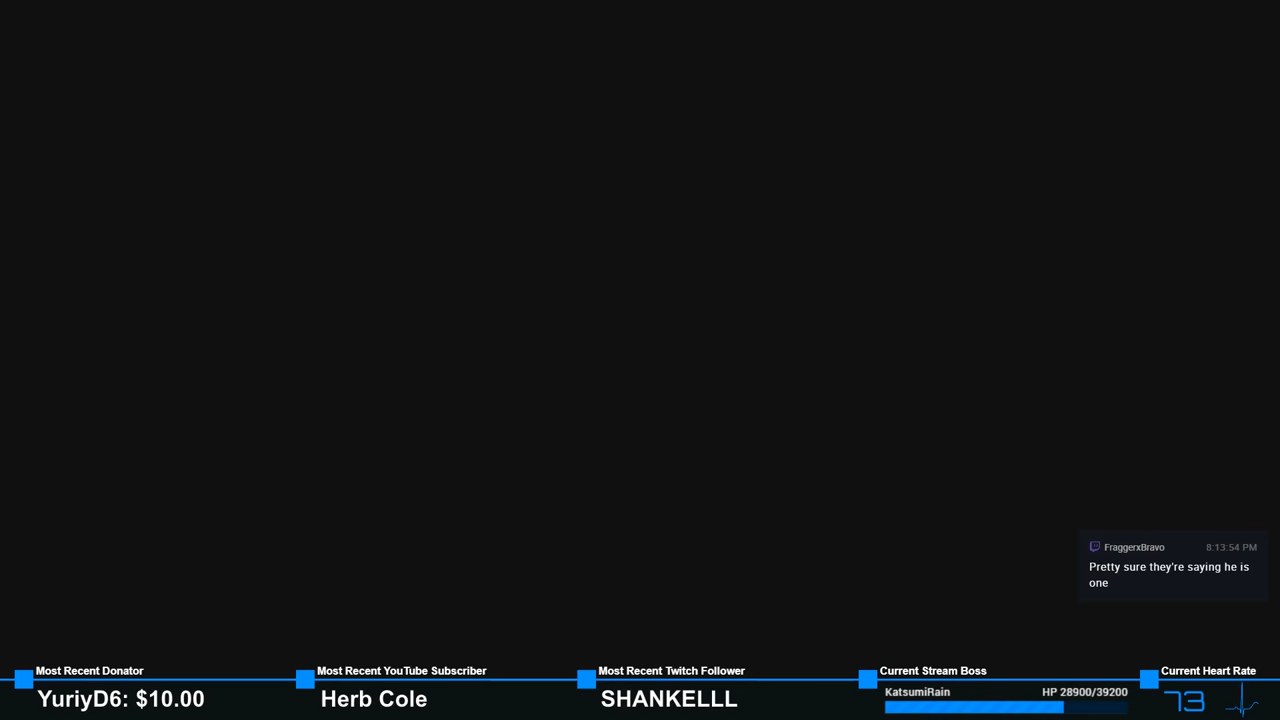 FraggerxBravo 8:13:54 PM
Pretty sure they're saying he is
one
Most Recent Donator
YuriyD6: $10.00
Most Recent YouTube Subscriber
Herb Cole
Most Recent Twitch Follower
SHANKELLL
Current Stream Boss
KatsumiRain HP 28900/39200
Current Heart Rate
73